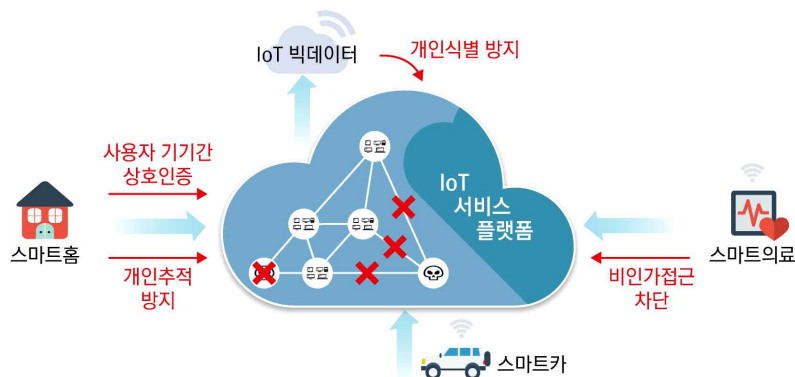 IoT 빅데이터
개인식별 방지
사용자 기기간
상호인증
IoT
서비스
플랫폼
스마트홈
스마트의료
개인추적
방지
비인가접근
차단
스마트카